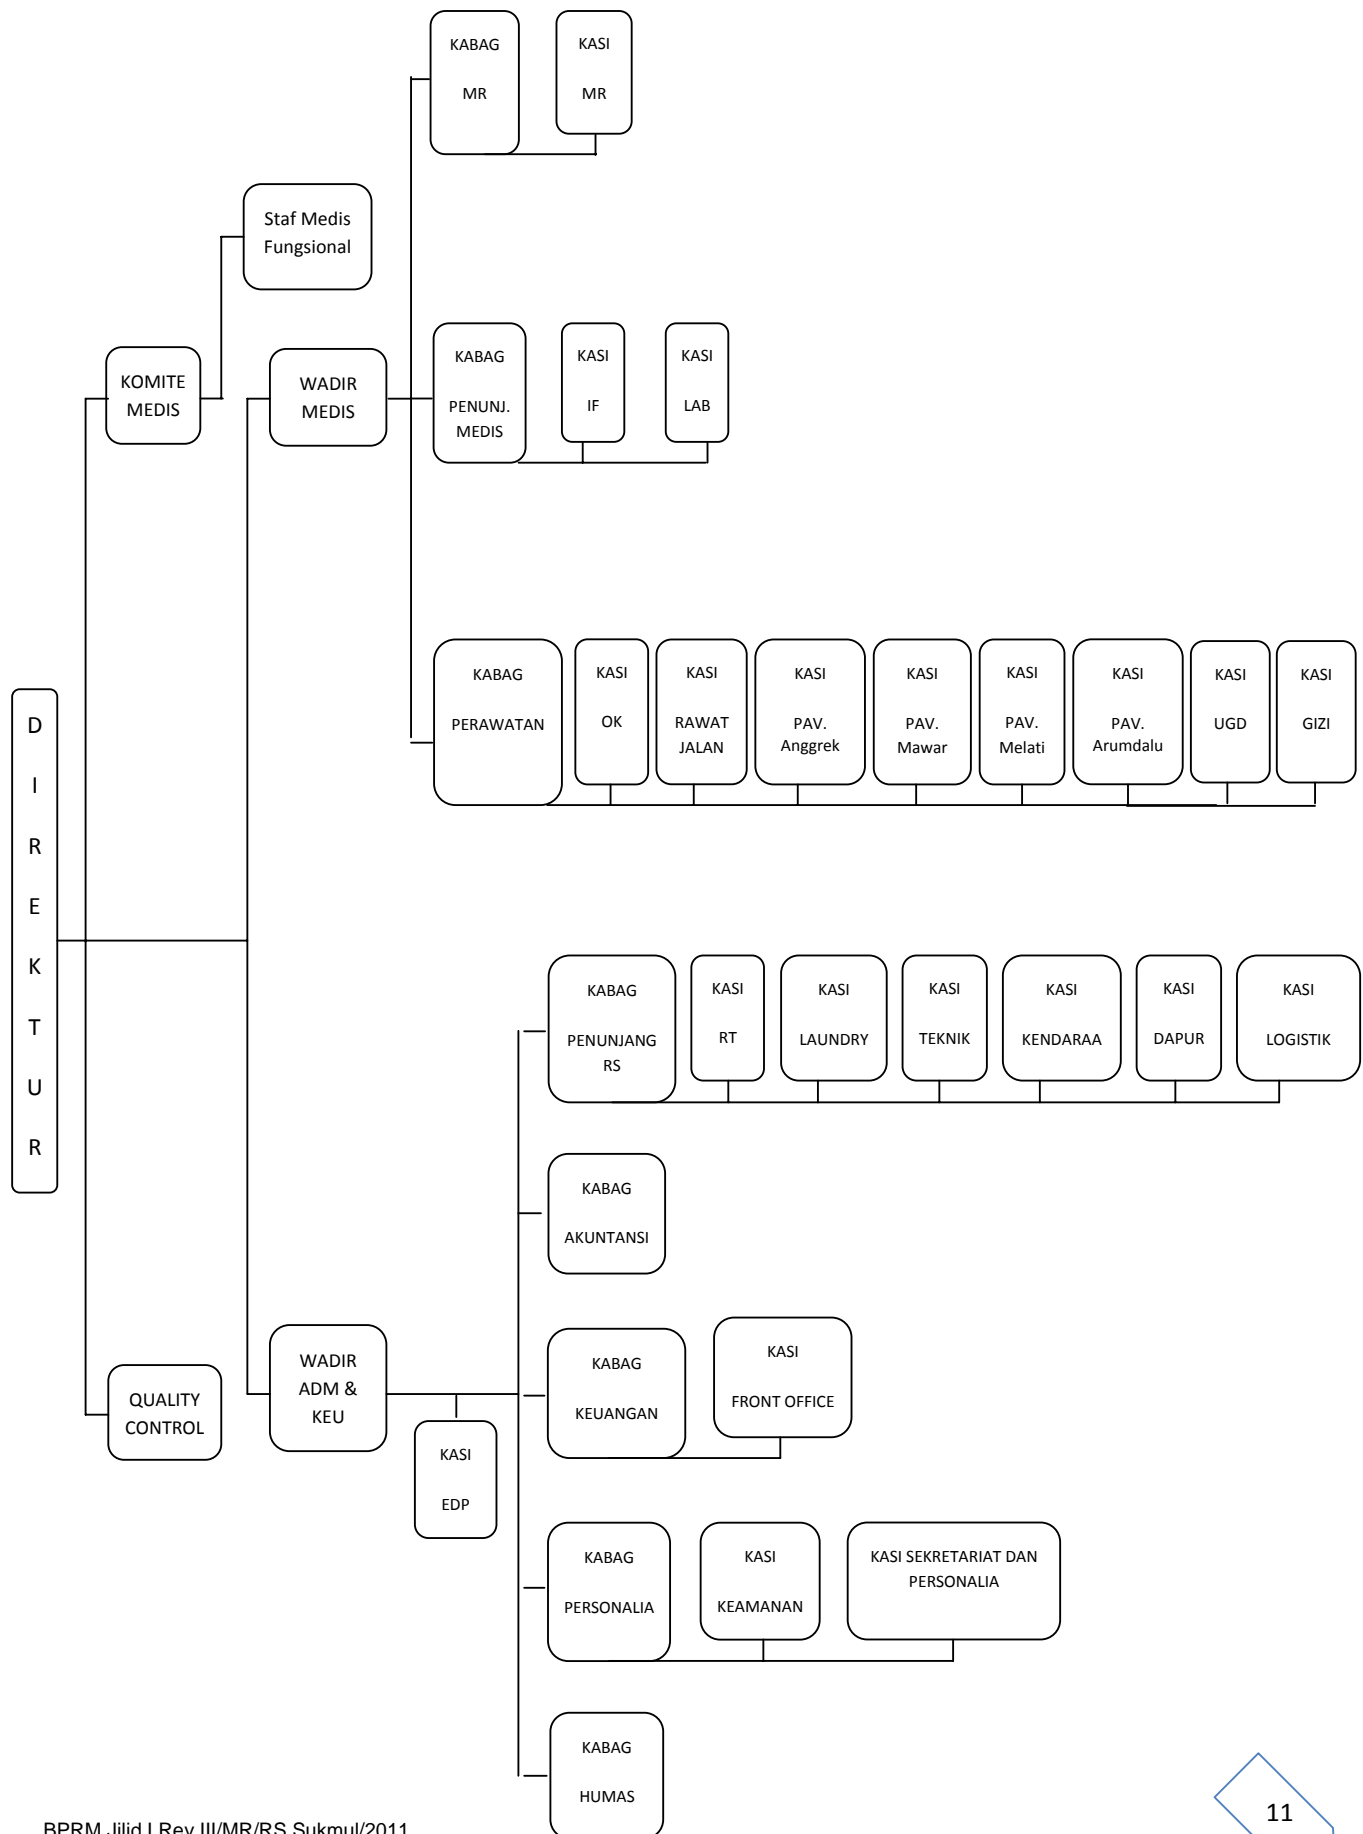 KABAG
MR
KASI
MR
Staf Medis
Fungsional
KOMITE
MEDIS
WADIR
MEDIS
KABAG
PENUNJ.
MEDIS
KASI
IF
KASI
LAB
KABAG
PERAWATAN
KASI
OK
KASI
RAWAT
JALAN
KASI
PAV.
Anggrek
KASI
PAV.
Mawar
KASI
PAV.
Melati
KASI
PAV.
Arumdalu
KASI
UGD
KASI
GIZI
D
I
R
E
K
T
U
R
KABAG
PENUNJANG
RS
KASI
RT
KASI
LAUNDRY
KASI
TEKNIK
KASI
KENDARAA
KASI
DAPUR
KASI
LOGISTIK
KABAG
AKUNTANSI
QUALITY
CONTROL
WADIR
ADM &
KEU
KASI
EDP
KABAG
KEUANGAN
KASI
FRONT OFFICE
KABAG
PERSONALIA
KASI
KEAMANAN
KASI SEKRETARIAT DAN
PERSONALIA
KABAG
HUMAS
BPRM Jilid I Rev III/MR/RS Sukmul/2011
11